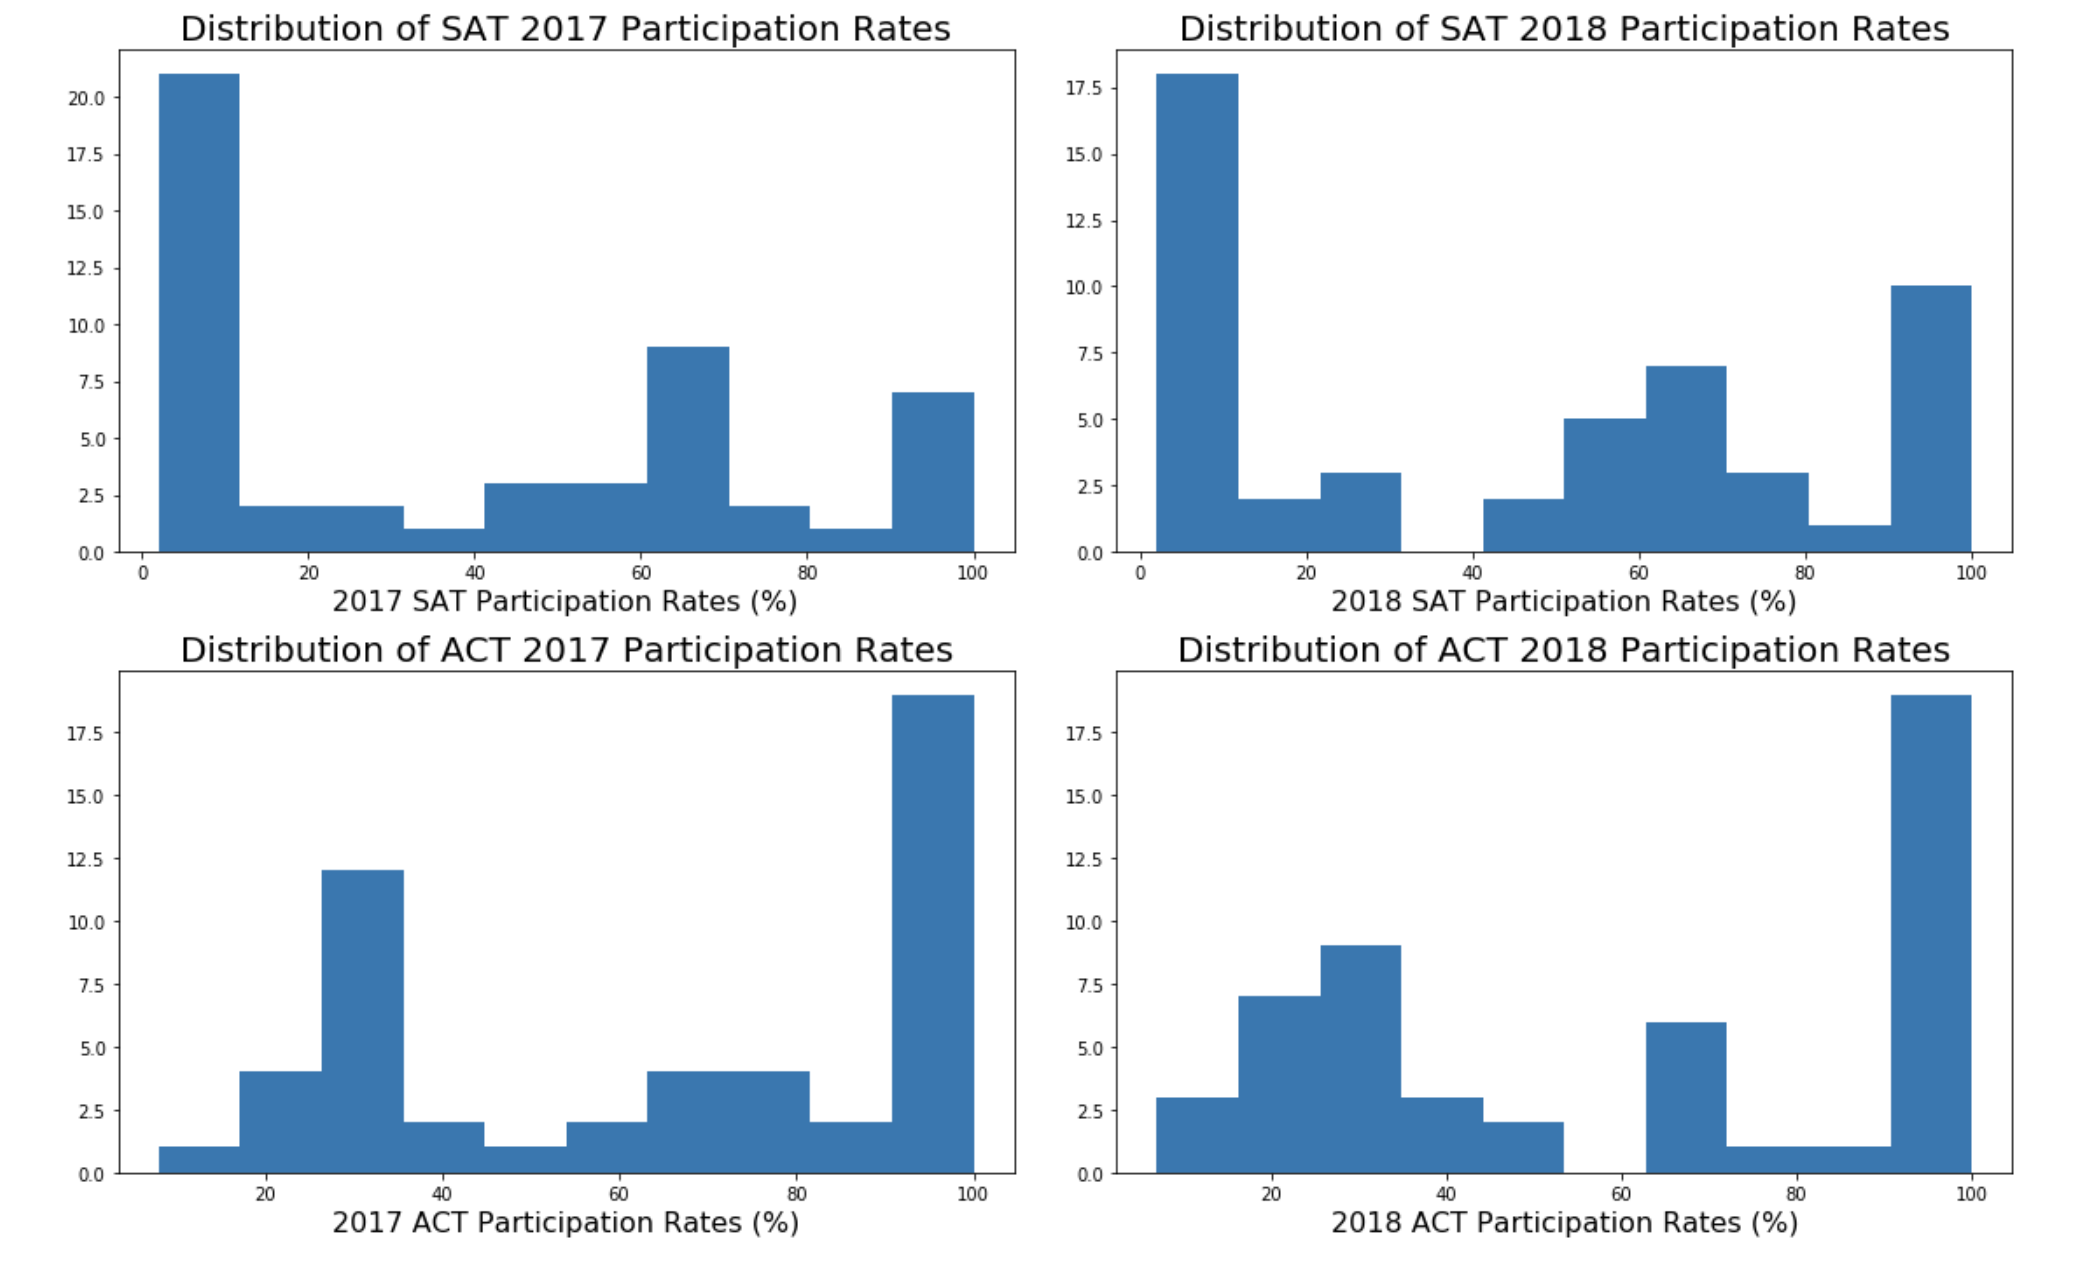 Distribution of SAT 2017 Participation Rates
20.0
17.5
15.0
12.5
10.0
7.5
5.0
2.5
0.0
0 20 40 60 80 100
2017 SAT Participation Rates (%)
Distribution of SAT 2018 Participation Rates
17.5
15.0
12.5
10.0
7.5
5.0
2.5
0.0
0 20 40 60 80 100
2018 SAT Participation Rates (%)
Distribution of ACT 2017 Participation Rates
17.5
15.0
12.5
10.0
7.5
5.0
2.5
0.0
20 40 60 80 100
2017 ACT Participation Rates (%)
Distribution of ACT 2018 Participation Rates
17.5
15.0
12.5
10.0
7.5
5.0
2.5
0.0
20 40 60 80 100
2018 ACT Participation Rates (%)